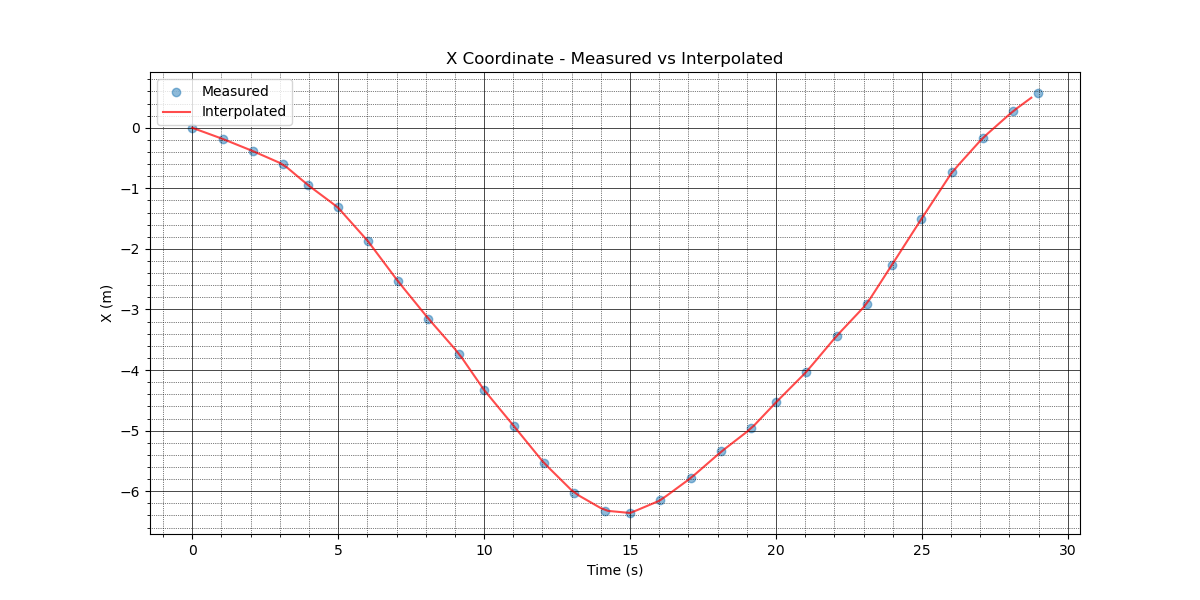 X Coordinate - Measured vs Interpolated
Measured
Interpolated
0
−1
−2
−3
−4
−5
−6
X (m)
0 5 10 15 20 25 30
Time (s)